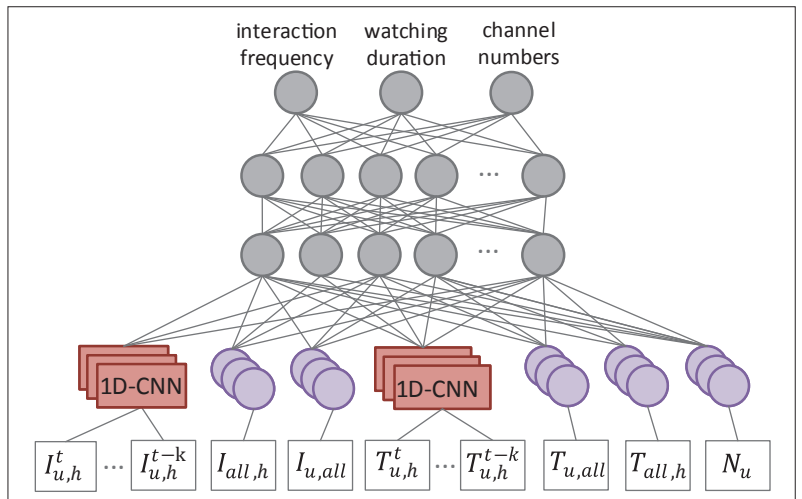 interaction frequency
watching duration
channel numbers
...
...
1D-CNN
1D-CNN
$I_{u,h}^{t}$ ... $I_{u,h}^{t-k}$ $I_{all,h}$ $I_{u,all}$ $T_{u,h}^{t}$ ... $T_{u,h}^{t-k}$ $T_{u,all}$ $T_{all,h}$ $N_u$